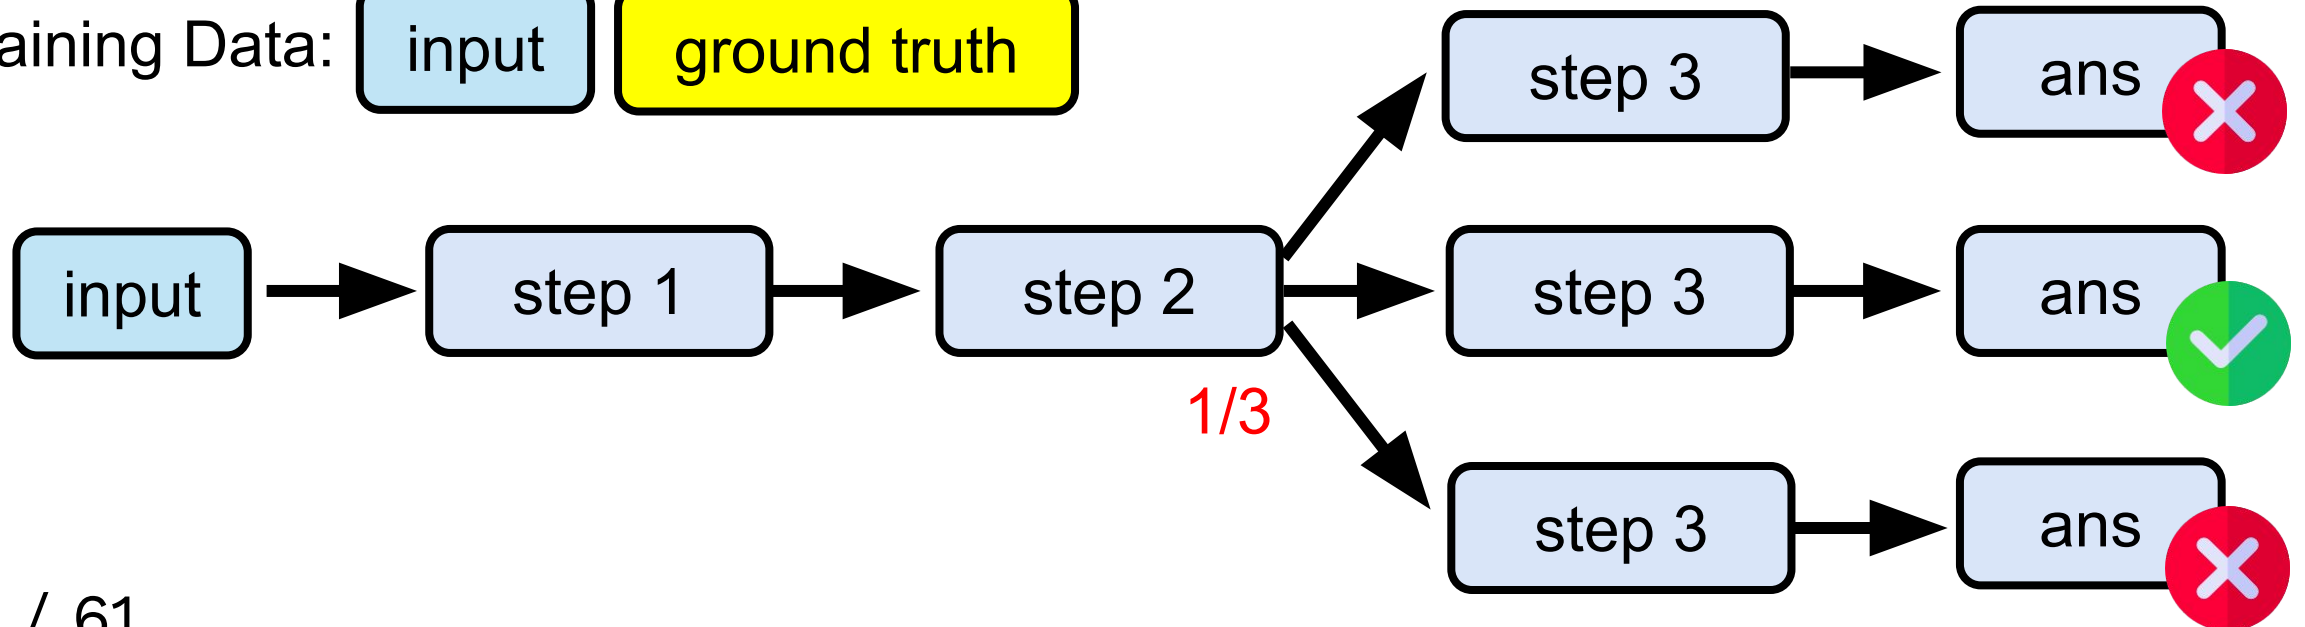 aining Data: input ground truth
step 3 ans
input step 1 step 2 step 3 ans
1/3
step 3 ans
/ 61